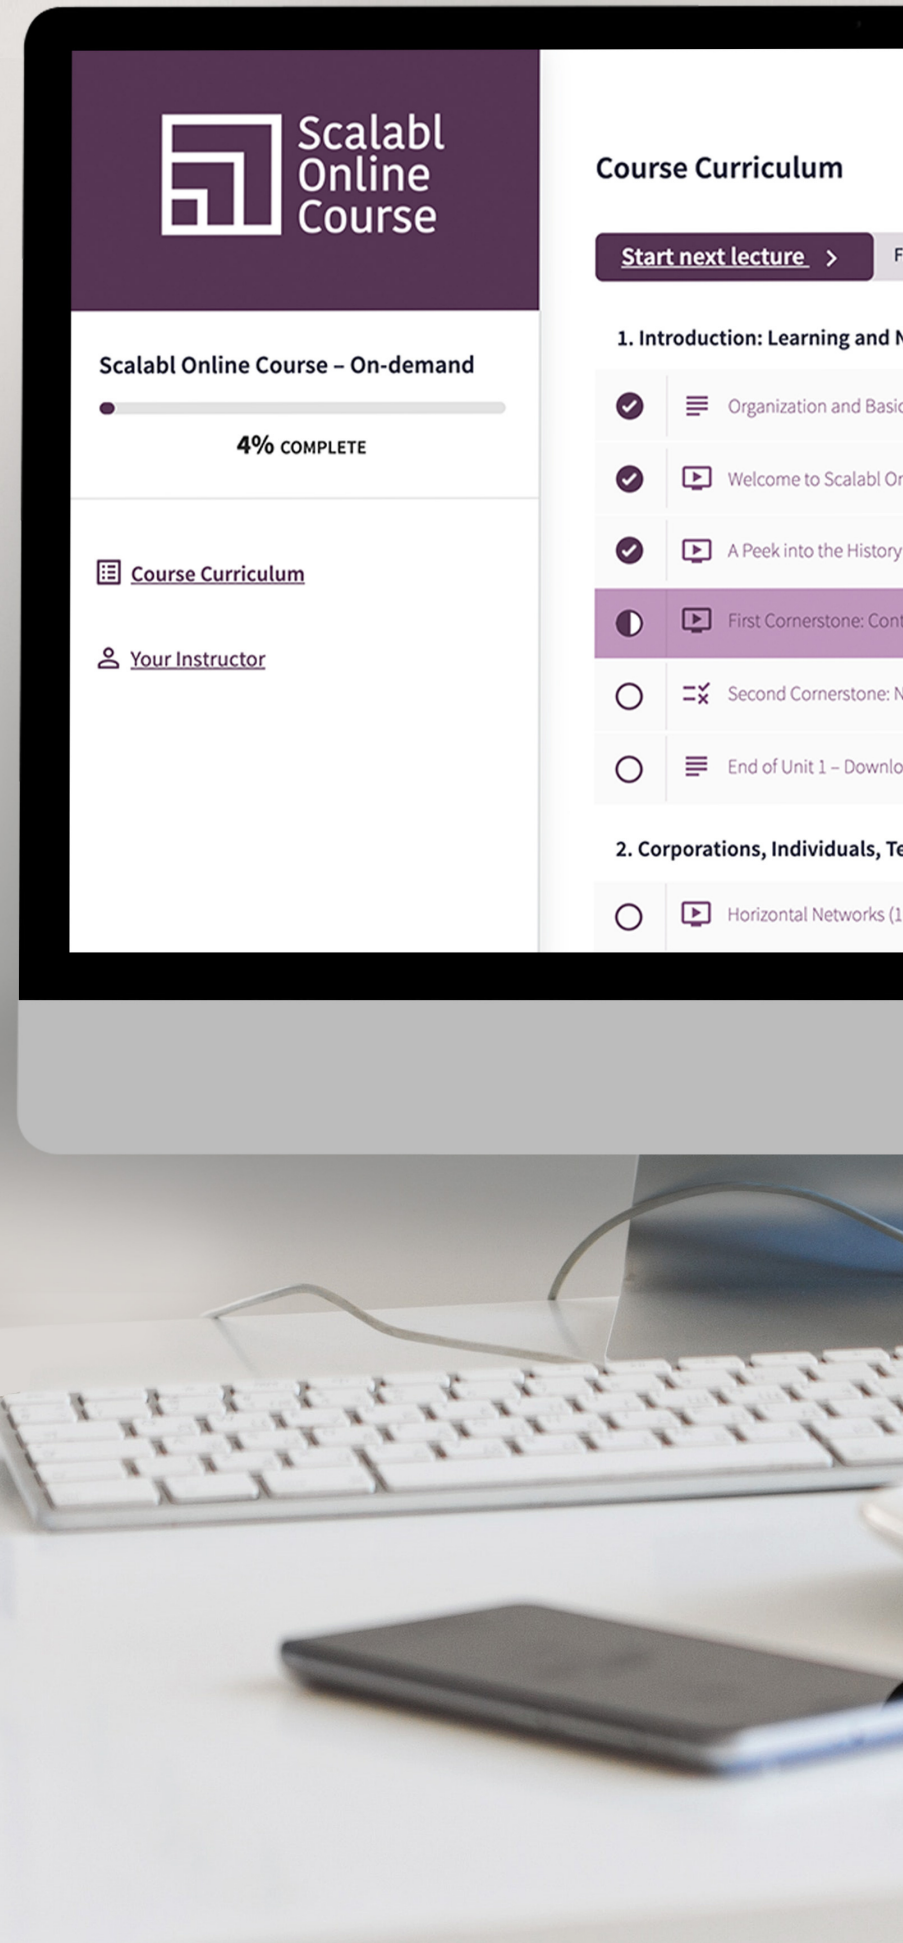 Scalabl
Online
Course
Scalabl Online Course – On-demand
4% COMPLETE
Course Curriculum
Your Instructor
Course Curriculum
Start next lecture
1. Introduction: Learning and
Organization and
Welcome to Scalabl
A Peek into the History
First Cornerstone:
Second Cornerstone:
End of Unit 1 –
2. Corporations, Individuals,
Horizontal Networks